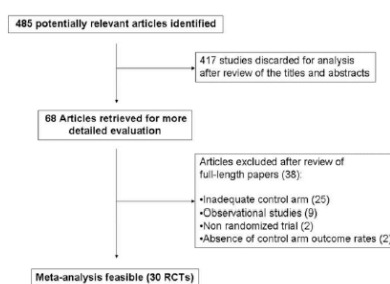 485 potentially relevant articles identified
417 studies discarded for analysis
after review of the titles and abstracts
68 Articles retrieved for more
detailed evaluation
Articles excluded after review of
full-length papers (38):
•Inadequate control arm (25)
•Observational studies (9)
•Non randomized trial (2)
•Absence of control arm outcome rates (2)
Meta-analysis feasible (30 RCTs)